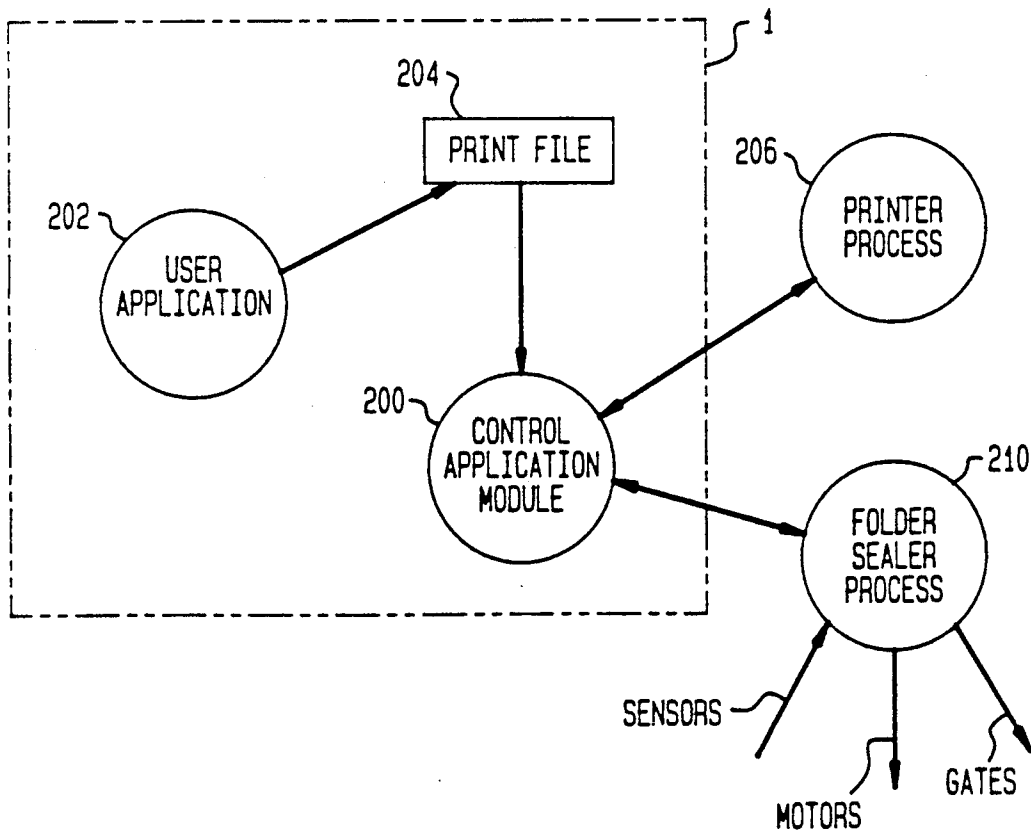 1
204
PRINT FILE
206
PRINTER
PROCESS
202
USER
APPLICATION
200
CONTROL
APPLICATION
MODULE
210
FOLDER
SEALER
PROCESS
SENSORS
MOTORS
GATES